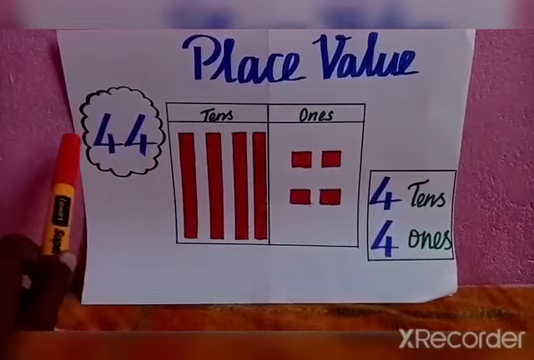 Place Value
44
Tens Ones
4 Tens
4 ones
XRecorder